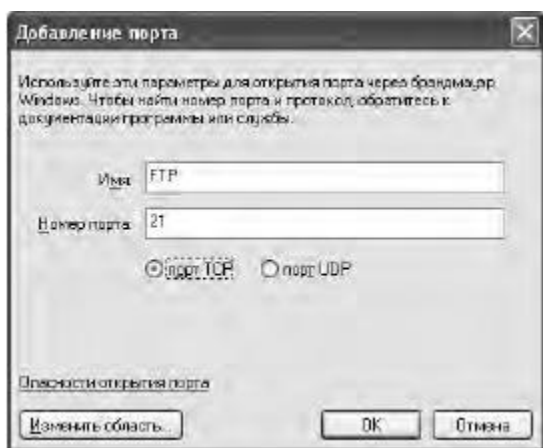 Добавление порта
Используйте эти параметры для открытия порта через брандмауэр
Windows. Чтобы найти номер порта и протокол, обратитесь к
документации программы или службы.
Имя: FTP
Номер порта: 21
порт TCP порт UDP
Опасности открытия порта
Изменить область... OK Отмена